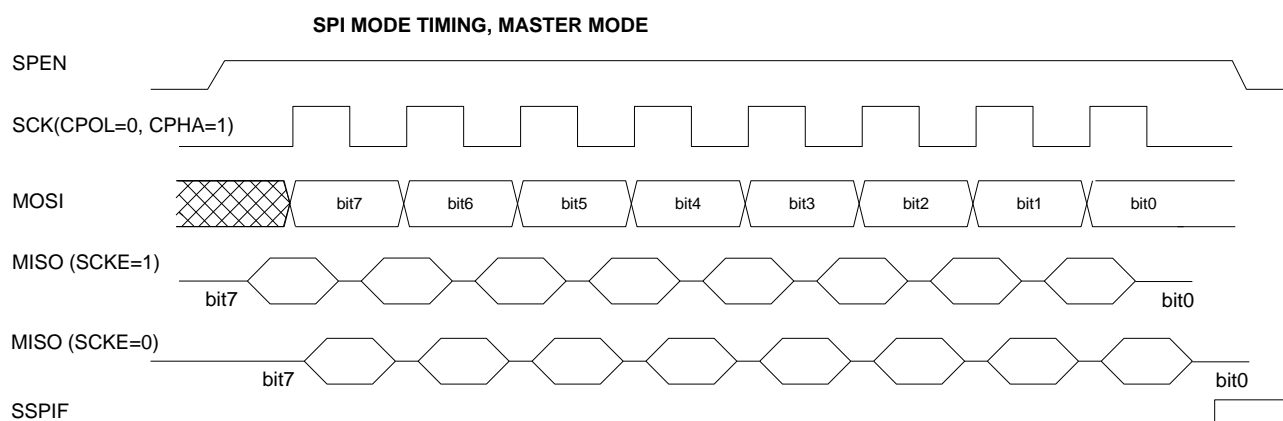 SPI MODE TIMING, MASTER MODE
SPEN
SCK(CPOL=0, CPHA=1)
MOSI
bit7 bit6 bit5 bit4 bit3 bit2 bit1 bit0
MISO (SCKE=1)
bit7 bit0
MISO (SCKE=0)
bit7 bit0
SSPIF